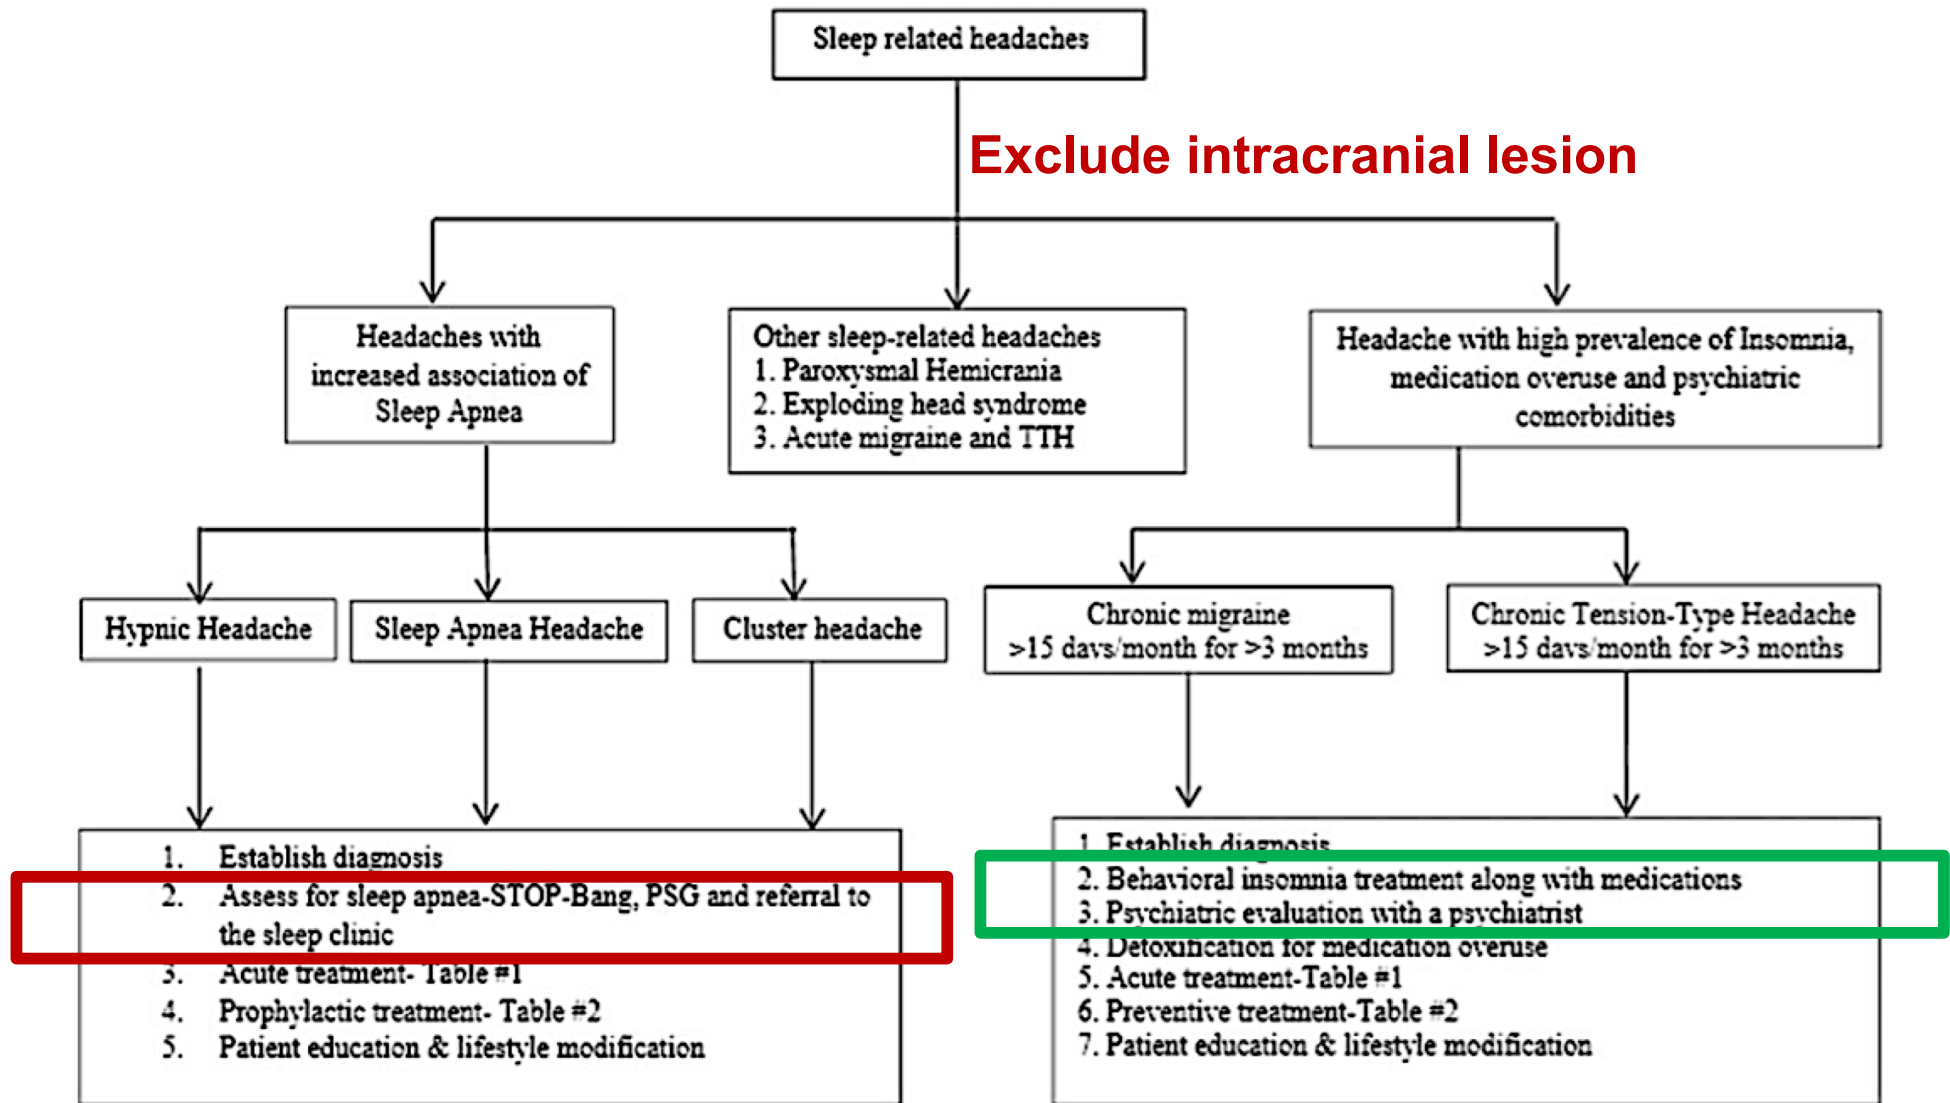 Sleep related headaches
Exclude intracranial lesion
Headaches with
increased association of
Sleep Apnea
Other sleep-related headaches
1. Paroxysmal Hemicrania
2. Exploding head syndrome
3. Acute migraine and TTH
Headache with high prevalence of Insomnia,
medication overuse and psychiatric
comorbidities
Hypnic Headache
Sleep Apnea Headache
Cluster headache
Chronic migraine
>15 days/month for >3 months
Chronic Tension-Type Headache
>15 days/month for >3 months
1. Establish diagnosis
2. Assess for sleep apnea-STOP-Bang, PSG and referral to
the sleep clinic
3. Acute treatment- Table #1
4. Prophylactic treatment- Table #2
5. Patient education & lifestyle modification
1. Establish diagnosis
2. Behavioral insomnia treatment along with medications
3. Psychiatric evaluation with a psychiatrist
4. Detoxification for medication overuse
5. Acute treatment-Table #1
6. Preventive treatment-Table #2
7. Patient education & lifestyle modification